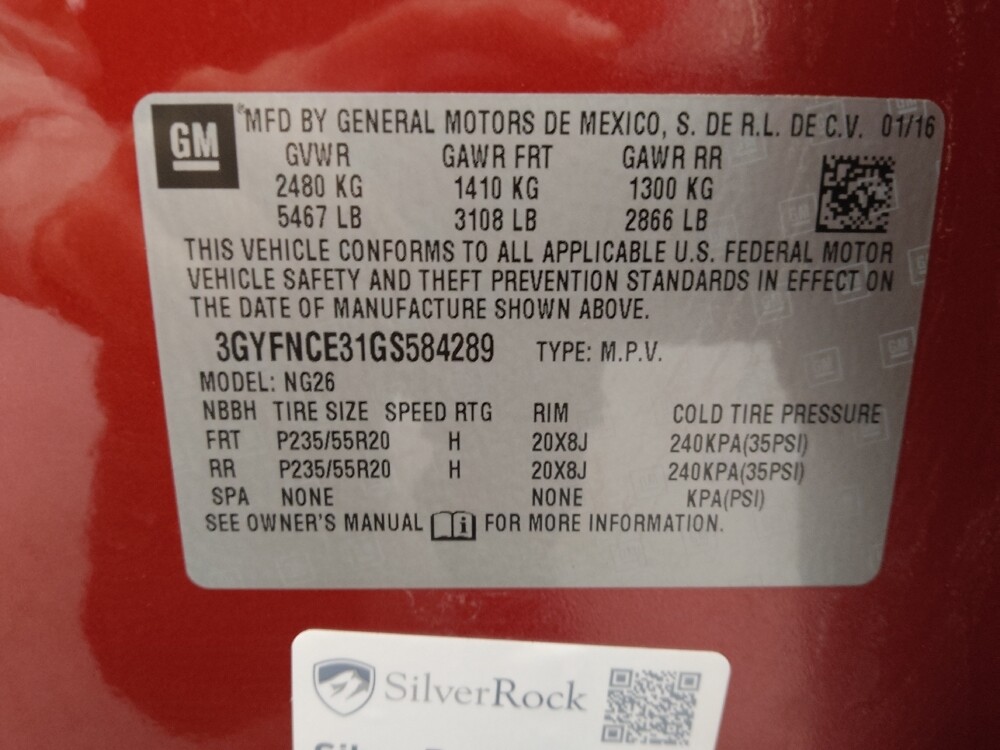 GM ® MFD BY GENERAL MOTORS DE MEXICO, S. DE R.L. DE C.V. 01/16
GVWR GAWR FRT GAWR RR
2480 KG 1410 KG 1300 KG
5467 LB 3108 LB 2866 LB
THIS VEHICLE CONFORMS TO ALL APPLICABLE U.S. FEDERAL MOTOR
VEHICLE SAFETY AND THEFT PREVENTION STANDARDS IN EFFECT ON
THE DATE OF MANUFACTURE SHOWN ABOVE.
3GYFNCE31GS584289 TYPE: M.P.V.
MODEL: NG26
NBBH TIRE SIZE SPEED RTG RIM COLD TIRE PRESSURE
FRT P235/55R20 H 20X8J 240KPA(35PSI)
RR P235/55R20 H 20X8J 240KPA(35PSI)
SPA NONE NONE KPA(PSI)
SEE OWNER'S MANUAL i FOR MORE INFORMATION.
SilverRock